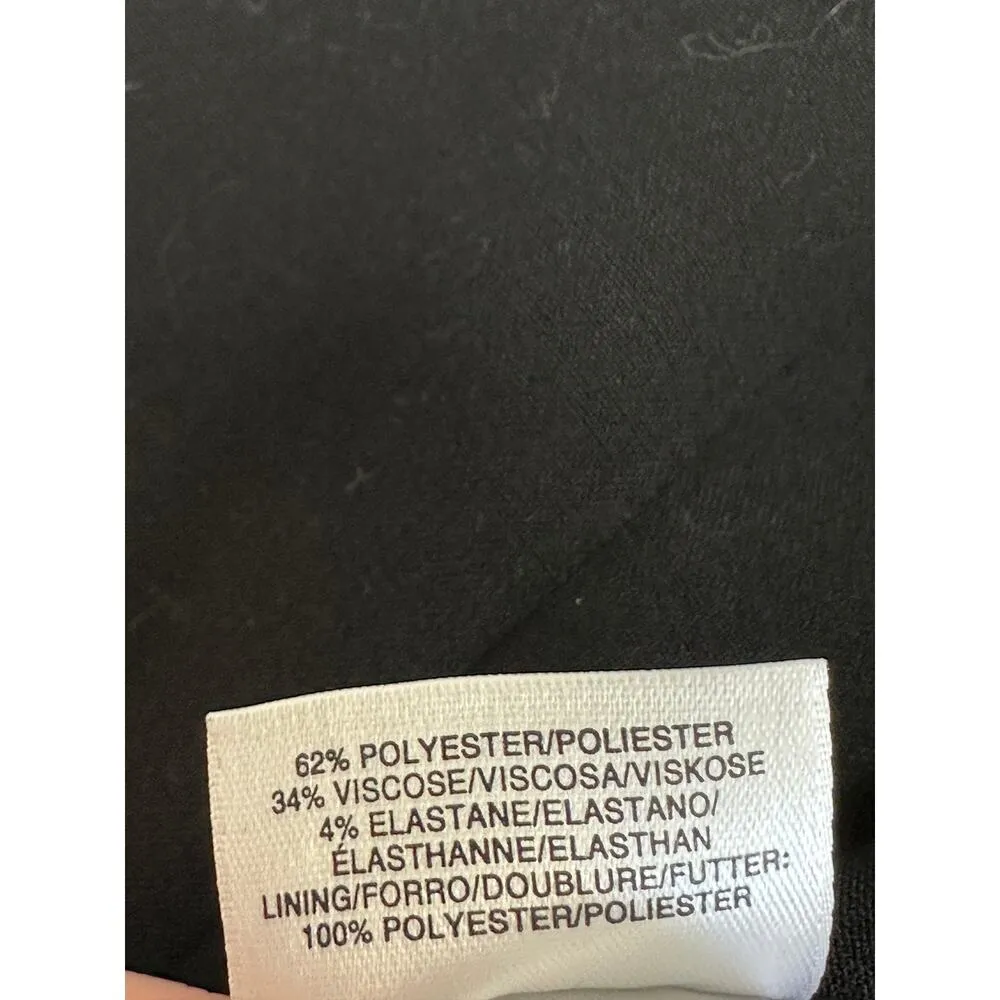 62% POLYESTER/POLIESTER
34% VISCOSE/VISCOSA/VISKOSE
4% ELASTANE/ELASTANO/
ÉLASTHANNE/ELASTHAN
LINING/FORRO/DOUBLURE/FUTTER:
100% POLYESTER/POLIESTER